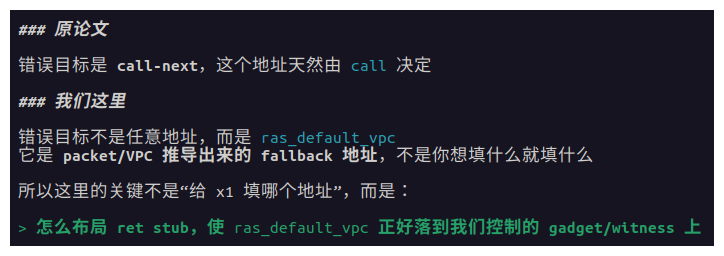 ### 原论文
错误目标是 call-next，这个地址天然由 call 决定
### 我们这里
错误目标不是任意地址，而是 ras_default_vpc
它是 packet/VPC 推导出来的 fallback 地址，不是你想填什么就填什么
所以这里的关键不是“给 x1 填哪个地址”，而是：
> 怎么布局 ret stub，使 ras_default_vpc 正好落到我们控制的 gadget/witness 上